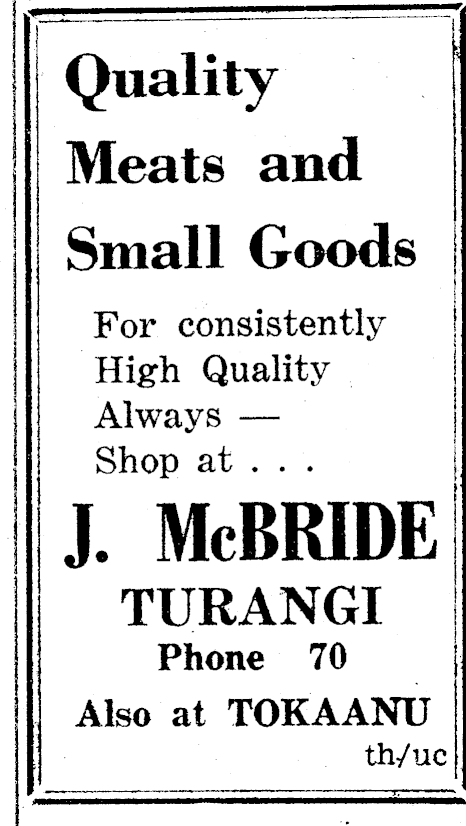 Quality
Meats and
Small Goods
For consistently
High Quality
Always —
Shop at . . .
J. McBRIDE
TURANGI
Phone 70
Also at TOKAANU
th/uc